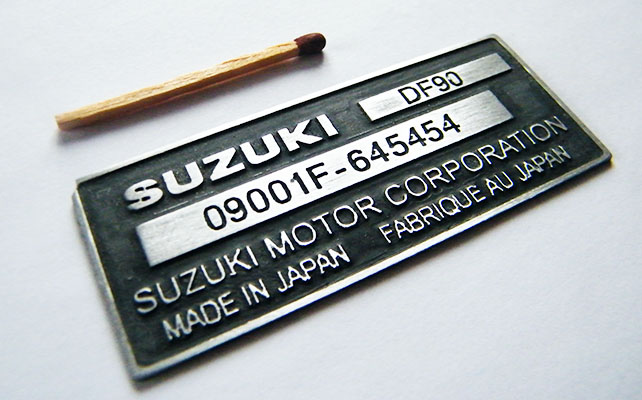 SUZUKI DF90
09001F-645454
SUZUKI MOTOR CORPORATION
MADE IN JAPAN FABRIQUE AU JAPAN